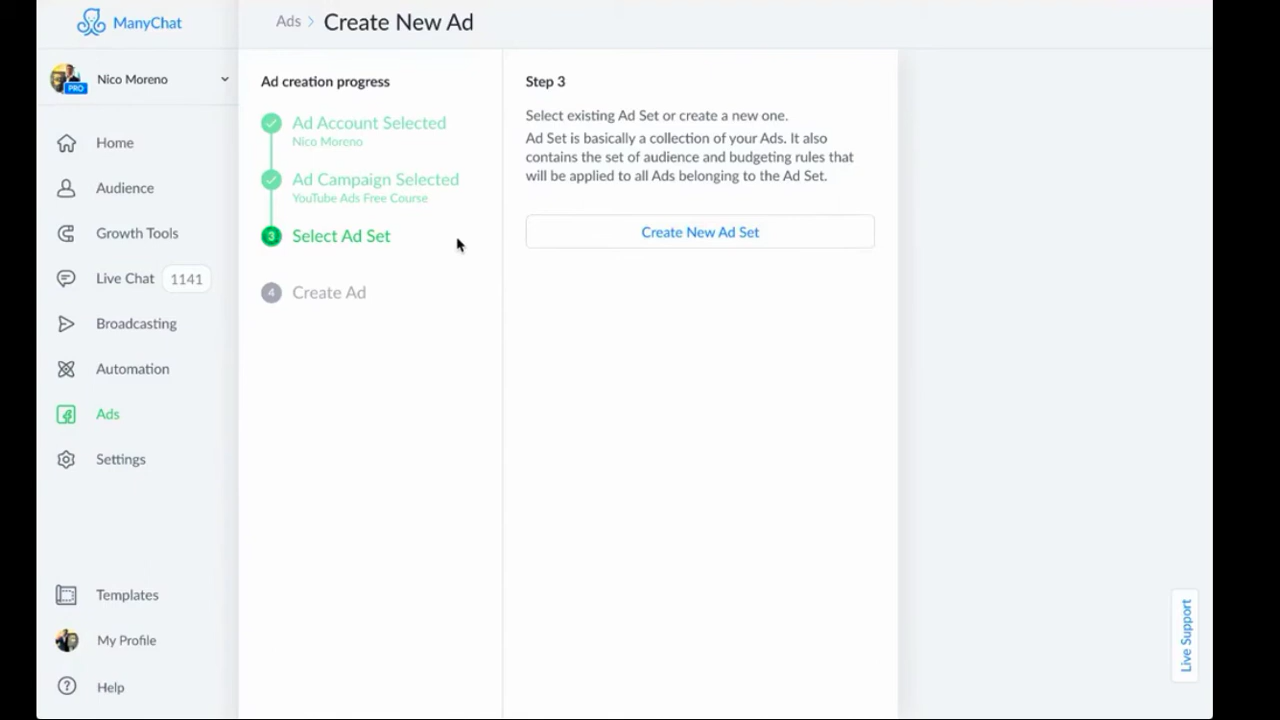 ManyChat
Ads > Create New Ad
Nico Moreno
PRO
Home
Audience
Growth Tools
Live Chat 1141
Broadcasting
Automation
Ads
Settings
Templates
My Profile
Help
Ad creation progress
Ad Account Selected
Nico Moreno
Ad Campaign Selected
YouTube Ads Free Course
3 Select Ad Set
4 Create Ad
Step 3
Select existing Ad Set or create a new one.
Ad Set is basically a collection of your Ads. It also
contains the set of audience and budgeting rules that
will be applied to all Ads belonging to the Ad Set.
Create New Ad Set
Live Support